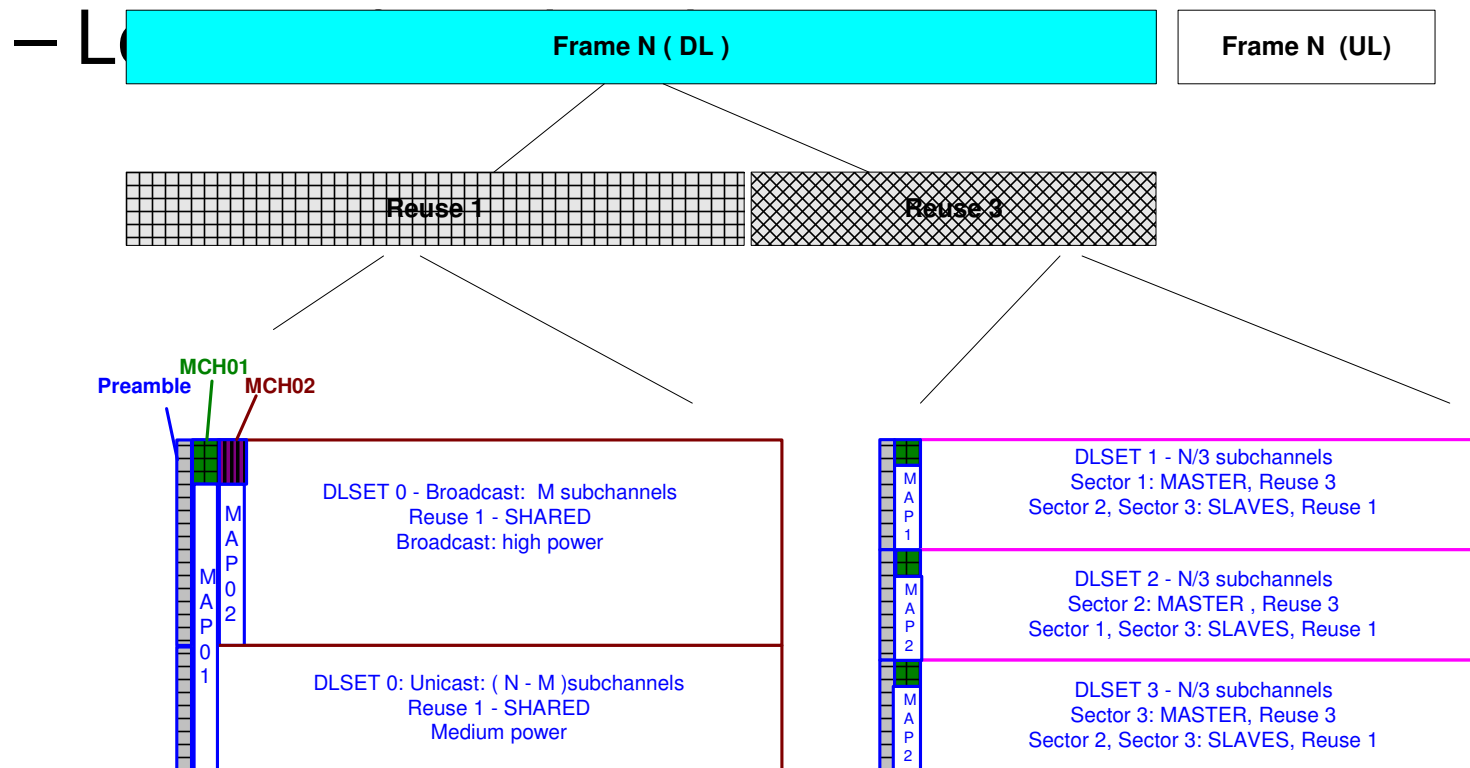 Frame N ( DL )
Frame N (UL)
Reuse 1
Reuse 3
MCH01
Preamble
MCH02
DLSET 0 - Broadcast: M subchannels
Reuse 1 - SHARED
Broadcast: high power
MAP02
MAP01
DLSET 0: Unicast: ( N - M )subchannels
Reuse 1 - SHARED
Medium power
MAP1
DLSET 1 - N/3 subchannels
Sector 1: MASTER, Reuse 3
Sector 2, Sector 3: SLAVES, Reuse 1
MAP2
DLSET 2 - N/3 subchannels
Sector 2: MASTER , Reuse 3
Sector 1, Sector 3: SLAVES, Reuse 1
MAP2
DLSET 3 - N/3 subchannels
Sector 3: MASTER, Reuse 3
Sector 2, Sector 3: SLAVES, Reuse 1